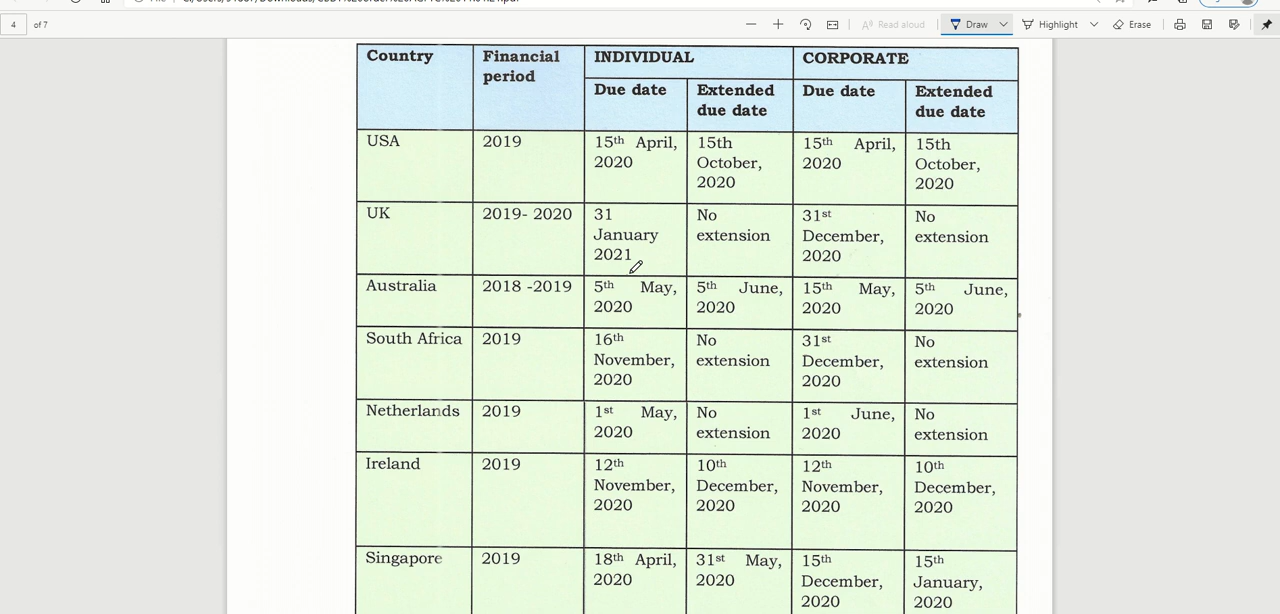 4 of 7
Read aloud
Draw
Highlight
Erase
Country
Financial
period
INDIVIDUAL
CORPORATE
Due date
Extended
due date
Due date
Extended
due date
USA
2019
15th April,
2020
15th
October,
2020
15th April,
2020
15th
October,
2020
UK
2019- 2020
31
January
2021
No
extension
31st
December,
2020
No
extension
Australia
2018 -2019
5th May,
2020
5th June,
2020
15th May,
2020
5th June,
2020
South Africa
2019
16th
November,
2020
No
extension
31st
December,
2020
No
extension
Netherlands
2019
1st May,
2020
No
extension
1st June,
2020
No
extension
Ireland
2019
12th
November,
2020
10th
December,
2020
12th
November,
2020
10th
December,
2020
Singapore
2019
18th April,
2020
31st May,
2020
15th
December,
2020
15th
January,
2020